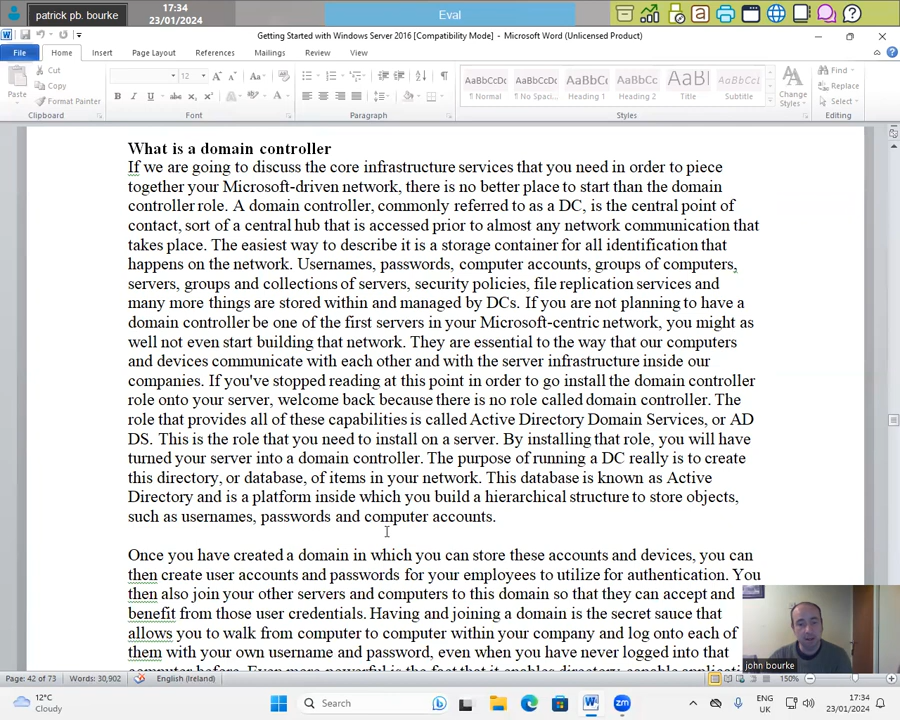 patrick pb. bourke
17:34
23/01/2024
Eval
Getting Started with Windows Server 2016 [Compatibility Mode] - Microsoft Word (Unlicensed Product)
File Home Insert Page Layout References Mailings Review View
Paste
Cut
Copy
Format Painter
Clipboard
12
Font
Paragraph
AaBbCcDc AaBbCcDc AaBbCc AaBbCc AaBl AaBbCcL
¶ Normal ¶ No Spaci... Heading 1 Heading 2 Title Subtitle
Change Styles
Styles
Find
Replace
Select
Editing
What is a domain controller
If we are going to discuss the core infrastructure services that you need in order to piece
together your Microsoft-driven network, there is no better place to start than the domain
controller role. A domain controller, commonly referred to as a DC, is the central point of
contact, sort of a central hub that is accessed prior to almost any network communication that
takes place. The easiest way to describe it is a storage container for all identification that
happens on the network. Usernames, passwords, computer accounts, groups of computers,
servers, groups and collections of servers, security policies, file replication services and
many more things are stored within and managed by DCs. If you are not planning to have a
domain controller be one of the first servers in your Microsoft-centric network, you might as
well not even start building that network. They are essential to the way that our computers
and devices communicate with each other and with the server infrastructure inside our
companies. If you've stopped reading at this point in order to go install the domain controller
role onto your server, welcome back because there is no role called domain controller. The
role that provides all of these capabilities is called Active Directory Domain Services, or AD
DS. This is the role that you need to install on a server. By installing that role, you will have
turned your server into a domain controller. The purpose of running a DC really is to create
this directory, or database, of items in your network. This database is known as Active
Directory and is a platform inside which you build a hierarchical structure to store objects,
such as usernames, passwords and computer accounts.
Once you have created a domain in which you can store these accounts and devices, you can
then create user accounts and passwords for your employees to utilize for authentication. You
then also join your other servers and computers to this domain so that they can accept and
benefit from those user credentials. Having and joining a domain is the secret sauce that
allows you to walk from computer to computer within your company and log onto each of
them with your own username and password, even when you have never logged into that
computer before. Even more powerful is the fact that it enables directory-capable
john bourke
Page: 42 of 73 Words: 30,902 English (Ireland) 150%
12°C
Cloudy
Search
ENG
UK
17:34
23/01/2024